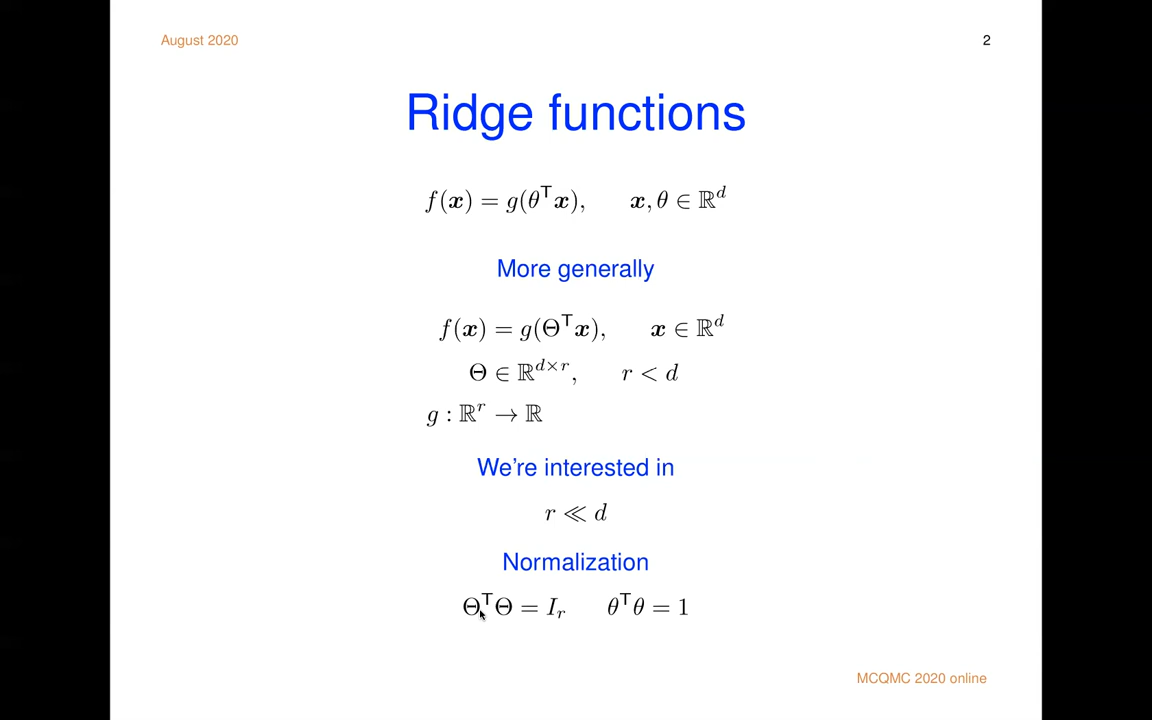 August 2020
2
Ridge functions
f(x) = g(θᵀx), x, θ ∈ ℝᵈ
More generally
f(x) = g(Θᵀx), x ∈ ℝᵈ
Θ ∈ ℝᵈˣʳ, r < d
g : ℝʳ → ℝ
We're interested in
r ≪ d
Normalization
ΘᵀΘ = Iᵣ θᵀθ = 1
MCQMC 2020 online